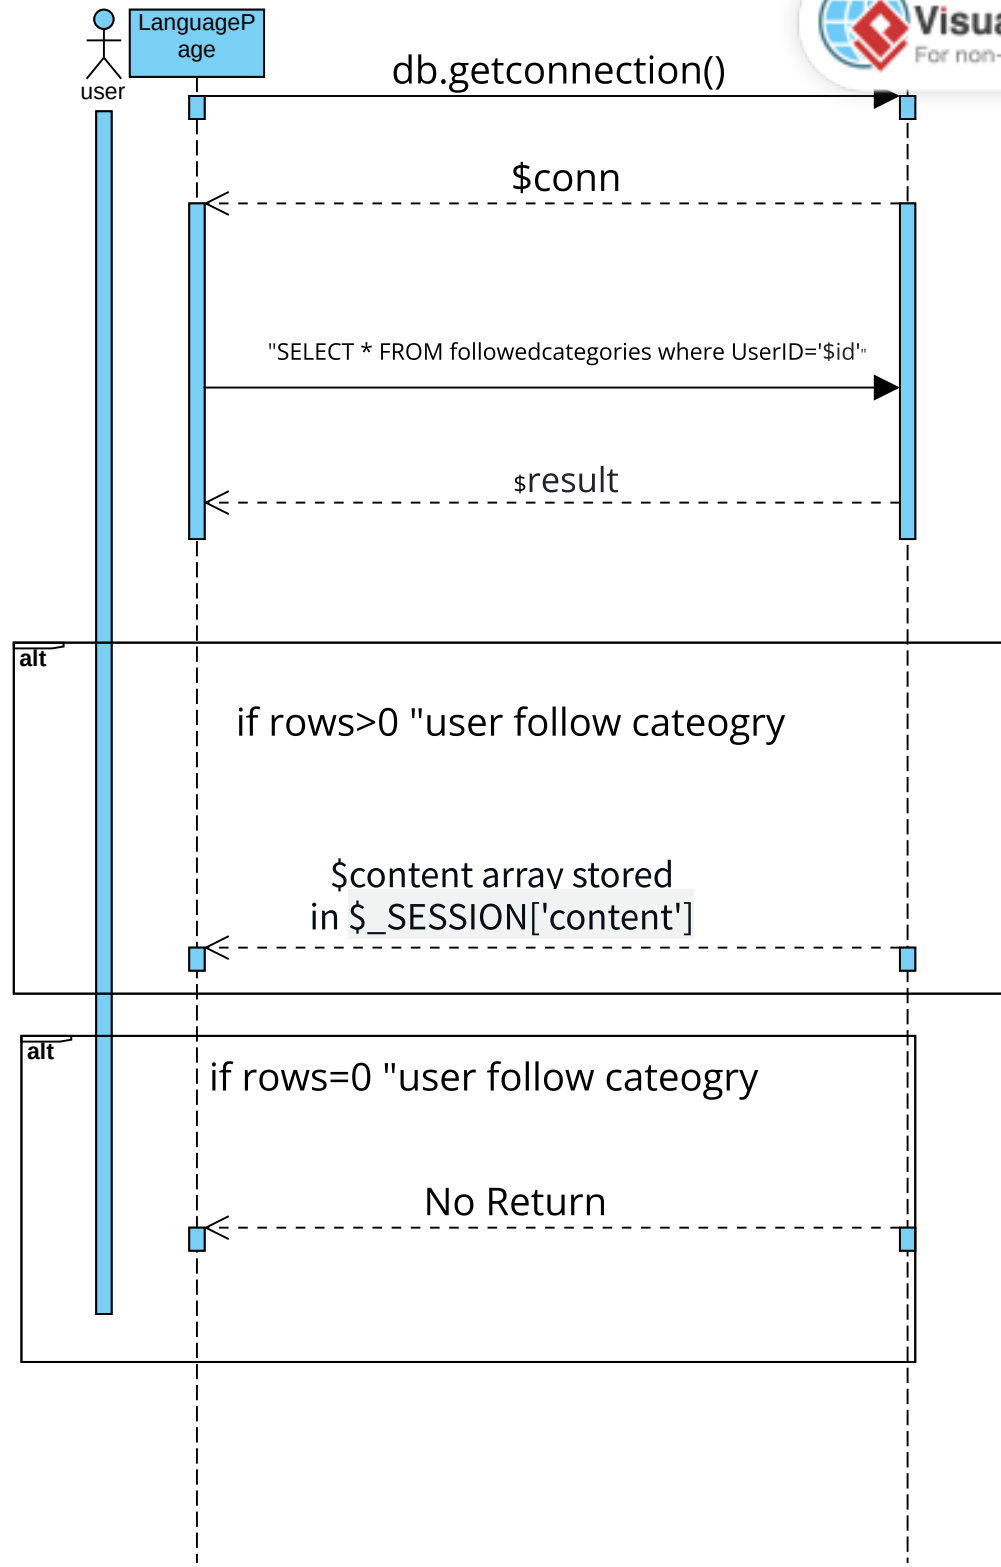 LanguageP
age
user
Visua
For non-
db.getconnection()
$conn
"SELECT * FROM followedcategories where UserID='$id'"
$result
alt
if rows>0 "user follow cateogry
$content array stored
in $_SESSION['content']
alt
if rows=0 "user follow cateogry
No Return